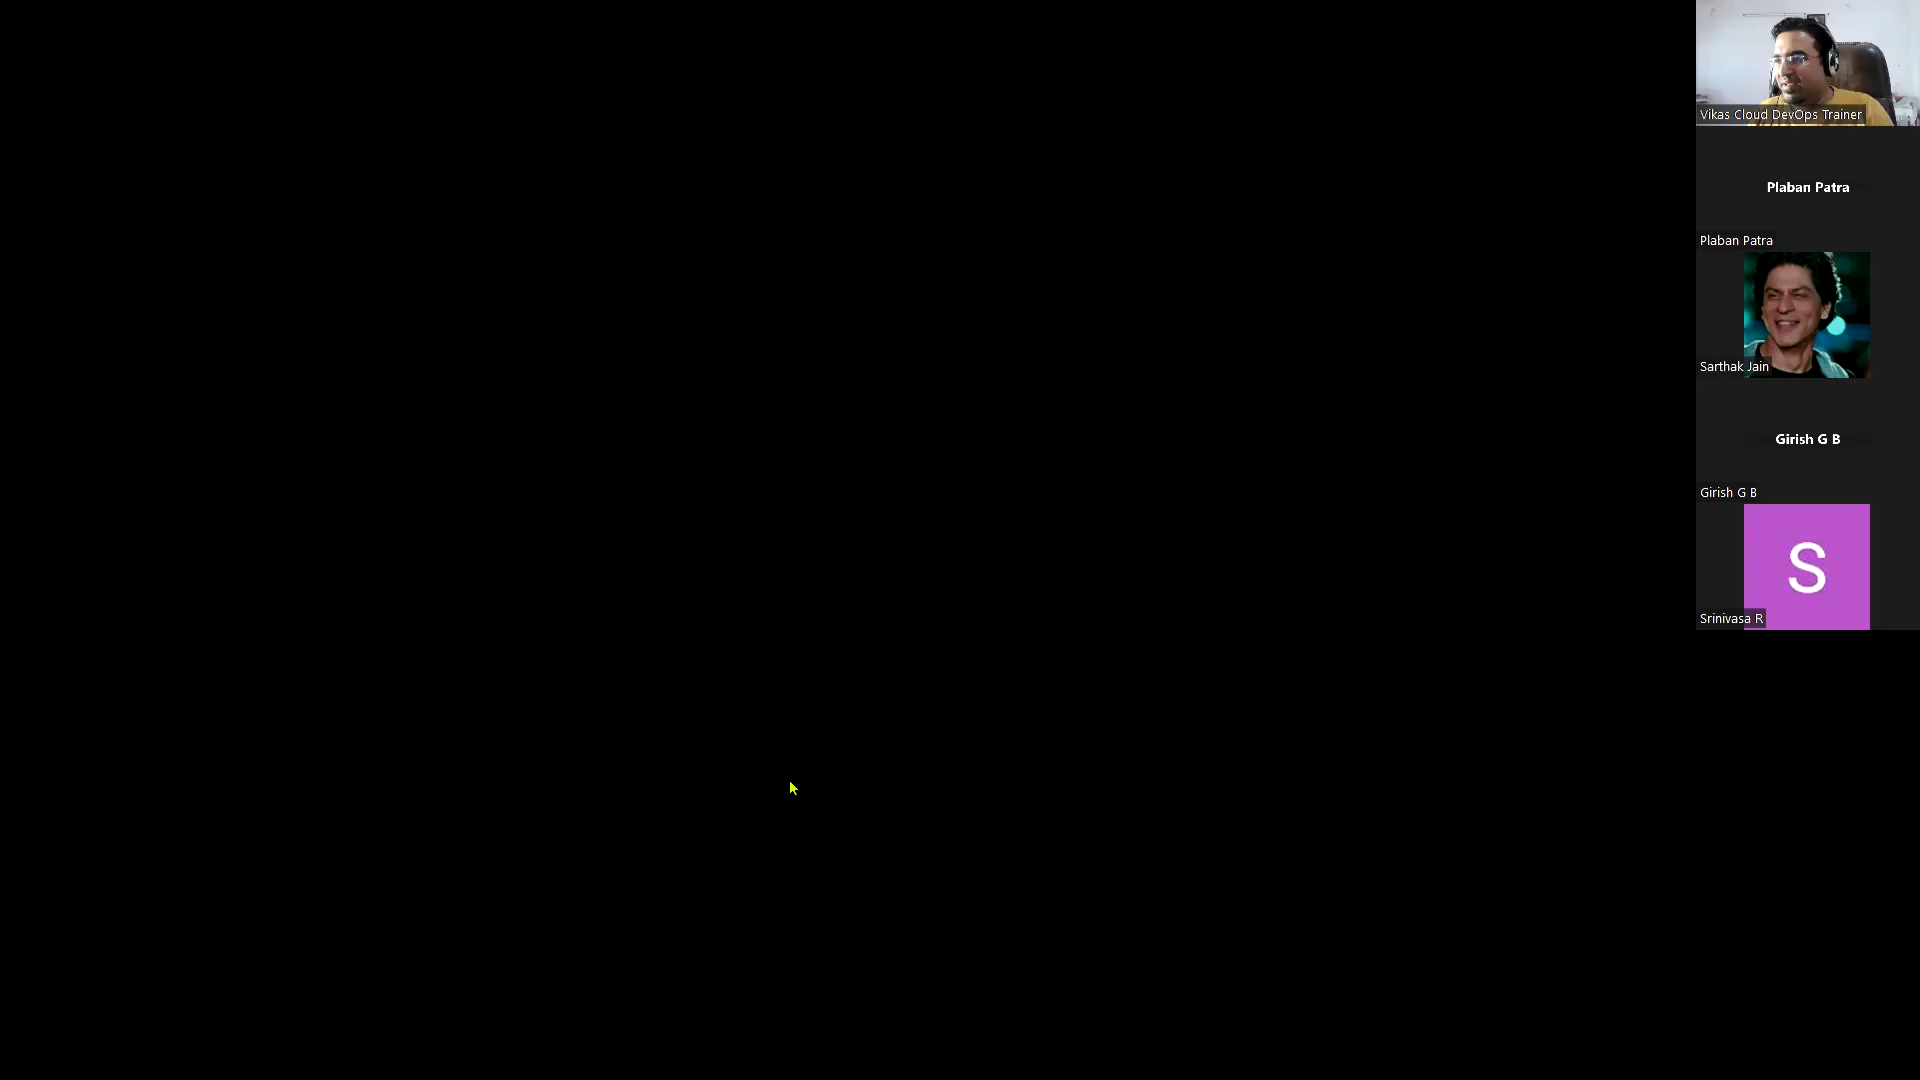 Vikas Cloud DevOps Trainer
Plaban Patra
Plaban Patra
Sarthak Jain
Girish G B
Girish G B
S
Srinivasa R